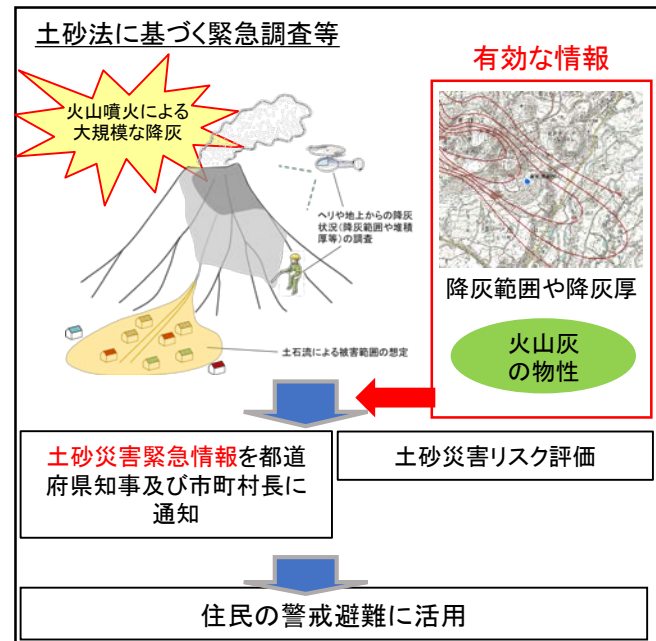 土砂法に基づく緊急調査等
有効な情報
火山噴火による
大規模な降灰
ヘリや地上からの降灰
状況(降灰範囲や堆積
厚等)の調査
降灰範囲や降灰厚
火山灰
の物性
土石流による被害範囲の想定
土砂災害緊急情報を都道
府県知事及び市町村長に
通知
土砂災害リスク評価
住民の警戒避難に活用